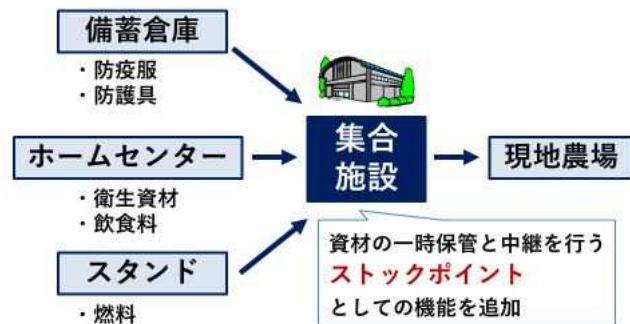 備蓄倉庫
・防疫服
・防護具
ホームセンター
・衛生資材
・飲食料
スタンド
・燃料
集合
施設
現地農場
資材の一時保管と中継を行う
ストックポイント
としての機能を追加